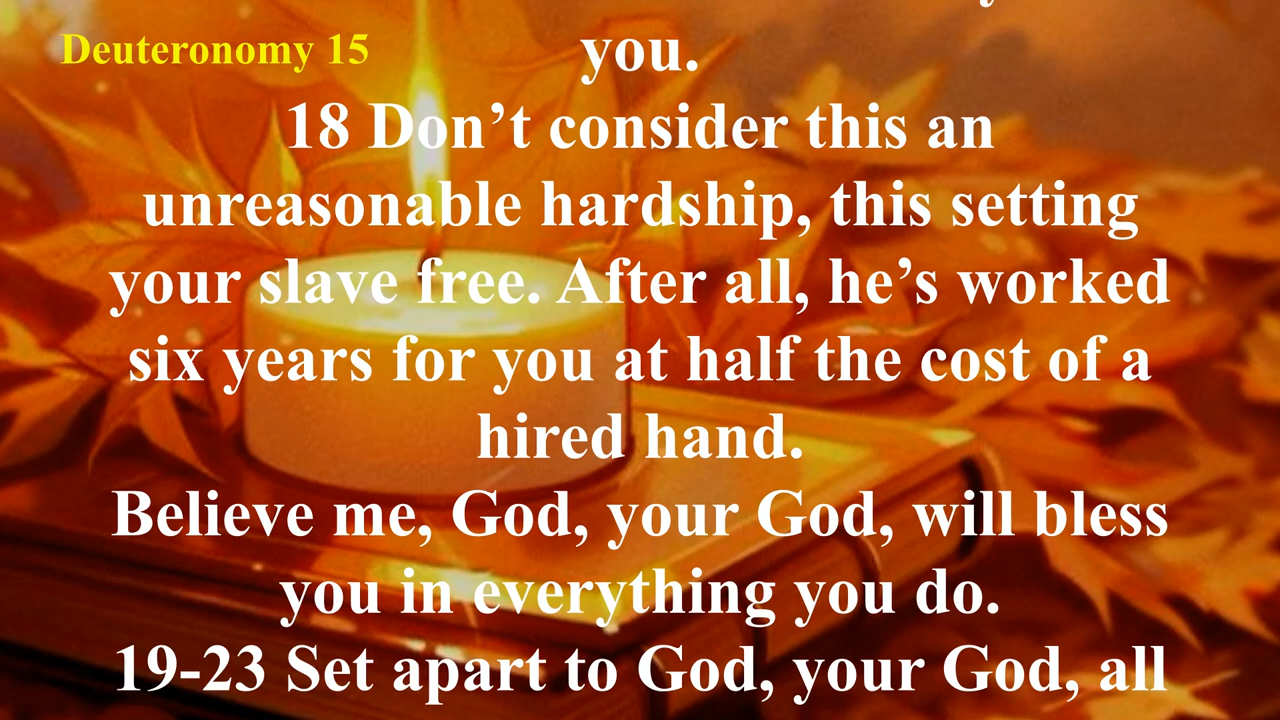 Deuteronomy 15
you.
18 Don’t consider this an
unreasonable hardship, this setting
your slave free. After all, he’s worked
six years for you at half the cost of a
hired hand.
Believe me, God, your God, will bless
you in everything you do.
19-23 Set apart to God, your God, all